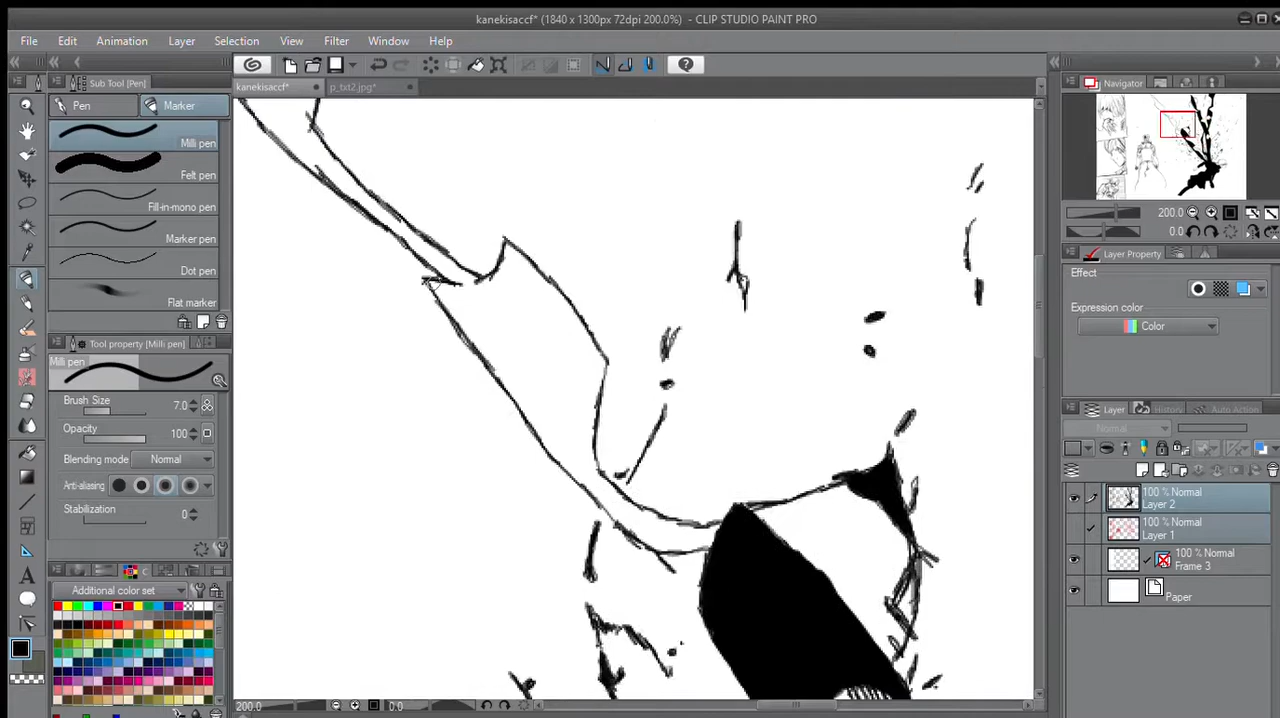 kanekisaccf* (1840 x 1300px 72dpi 200.0%) - CLIP STUDIO PAINT PRO
File Edit Animation Layer Selection View Filter Window Help
Sub Tool [Pen]
Pen Marker
Milli pen
Felt pen
Fill-in-mono pen
Marker pen
Dot pen
Flat marker
Tool property [Milli pen]
Milli pen
Brush Size 7.0
Opacity 100
Blending mode Normal
Anti-aliasing
Stabilization 0
Additional color set
kanekisaccf* p_txt2.jpg*
200.0 0.0
Navigator
200.0
0.0
Layer Property
Effect
Expression color
Color
Layer History Auto Action
Normal
100 % Normal
Layer 2
100 % Normal
Layer 1
100 % Normal
Frame 3
Paper